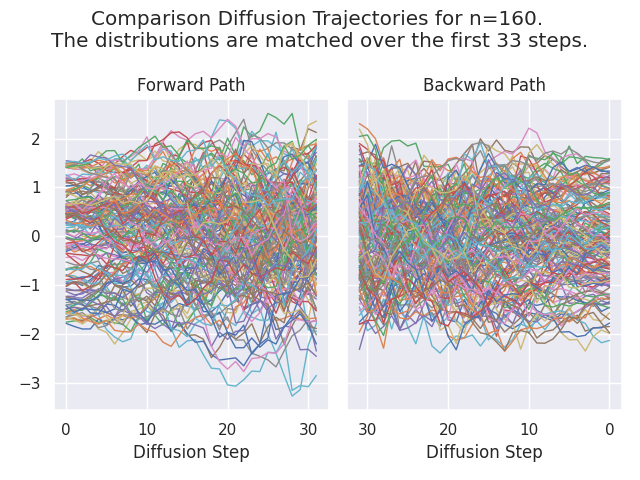 Comparison Diffusion Trajectories for n=160.
The distributions are matched over the first 33 steps.
Forward Path
Backward Path
2
1
0
−1
−2
−3
0 10 20 30
30 20 10 0
Diffusion Step
Diffusion Step